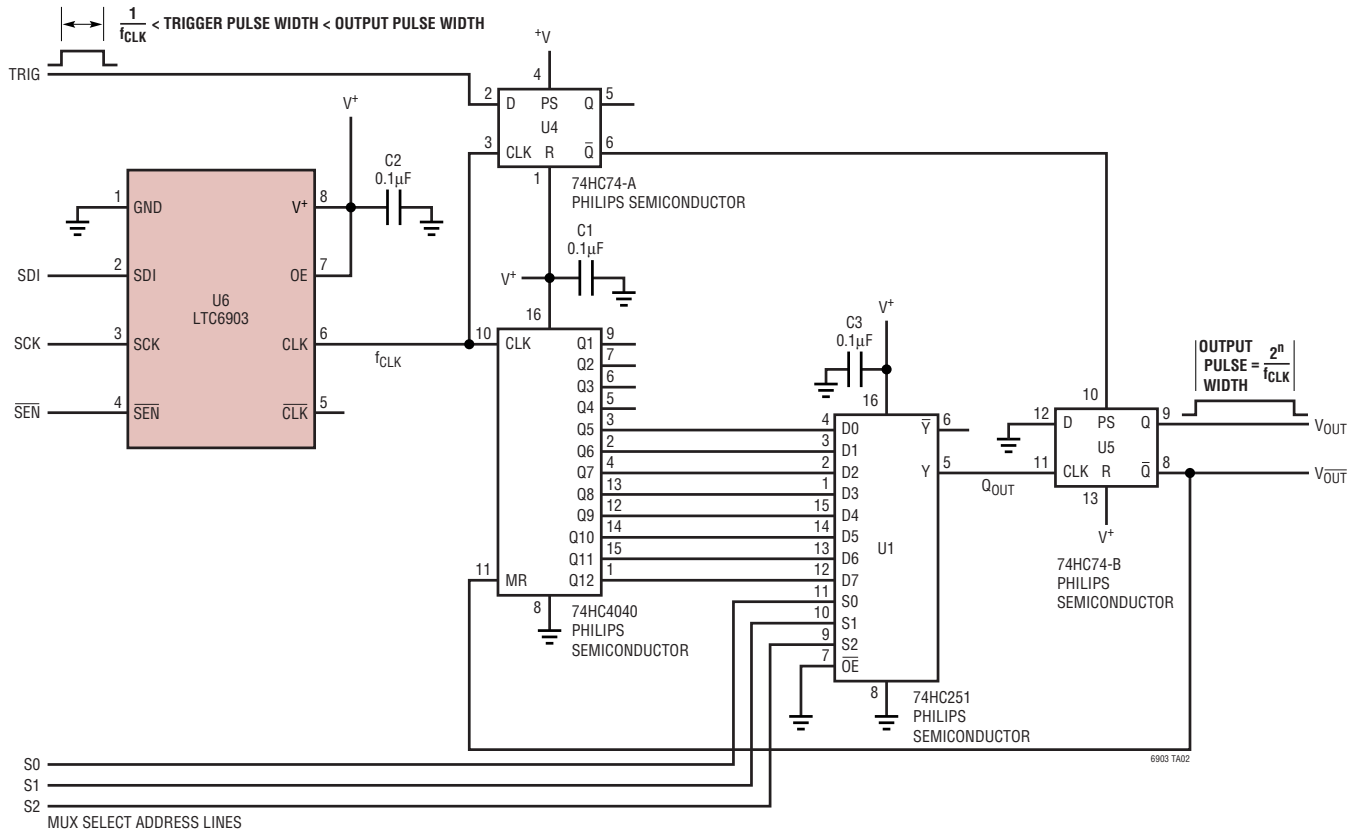 1
fCLK < TRIGGER PULSE WIDTH < OUTPUT PULSE WIDTH
TRIG
+V
4
2 D PS Q 5
U4
3 CLK R Q̅ 6
1
74HC74-A
PHILIPS SEMICONDUCTOR
V+
C2
0.1µF
1 GND V+ 8
SDI 2 SDI OE 7
U6
LTC6903
SCK 3 SCK CLK 6
fCLK
S̅E̅N̅ 4 S̅E̅N̅ C̅L̅K̅ 5
C1
0.1µF
V+
16
10 CLK Q1 9
Q2 7
Q3 6
Q4 5
Q5 3
Q6 2
Q7 4
Q8 13
Q9 12
Q10 14
Q11 15
11 MR Q12 1
8
74HC4040
PHILIPS
SEMICONDUCTOR
V+
C3
0.1µF
16
4 D0 Y̅ 6
3 D1
2 D2 Y 5
QOUT
1 D3
15 D4
14 D5
13 D6
U1
12 D7
11 S0
10 S1
9 S2
7 O̅E̅
8
74HC251
PHILIPS
SEMICONDUCTOR
OUTPUT
PULSE = 2n
WIDTH fCLK
10
12 D PS Q 9
VOUT
U5
11 CLK R Q̅ 8
V̅O̅U̅T̅
13
V+
74HC74-B
PHILIPS
SEMICONDUCTOR
6903 TA02
S0
S1
S2
MUX SELECT ADDRESS LINES